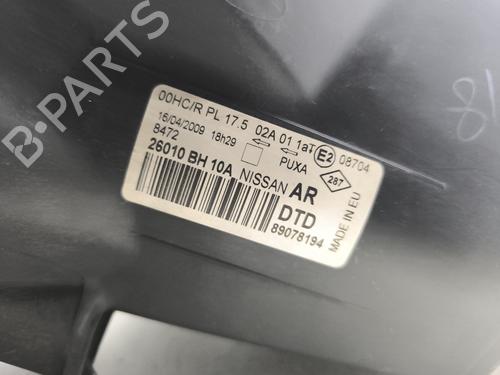 B-PARTS
00HC/R PL 17.5 02A 01 1aT E2 08704
16/04/2009 18h29 PUXA 287
8472
26010 BH 10A NISSAN AR
DTD
89078194
MADE IN EU